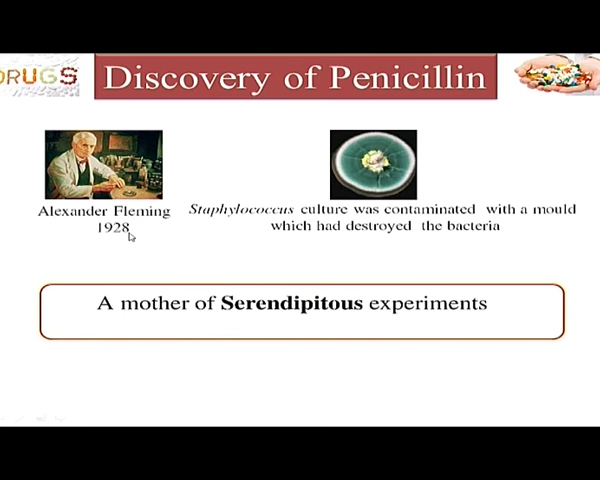 DRUGS
Discovery of Penicillin
Alexander Fleming
1928
Staphylococcus culture was contaminated with a mould
which had destroyed the bacteria
A mother of Serendipitous experiments